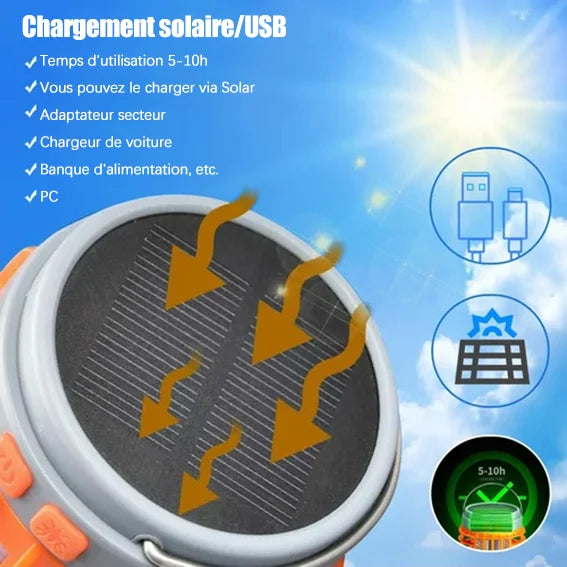 Chargement solaire/USB
Temps d'utilisation 5-10h
Vous pouvez le charger via Solar
Adaptateur secteur
Chargeur de voiture
Banque d'alimentation, etc.
PC
5-10h